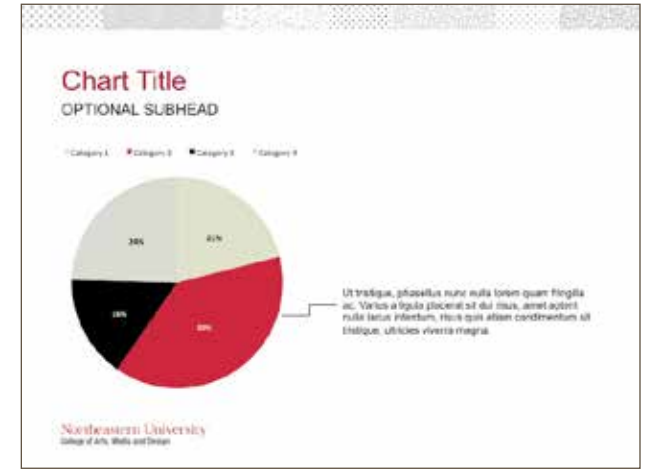 Chart Title
OPTIONAL SUBHEAD
Category 1 Category 2 Category 3 Category 4
21%
Ut tristique, phasellus nunc nulla lorem quam fringilla
ac. Varius a ligula placerat sit dui risus, amet aptent
nulla lacus interdum, risus quis etiam condimentum sit
tristique, ultricies viverra magna.
Northeastern University
College of Arts, Media and Design